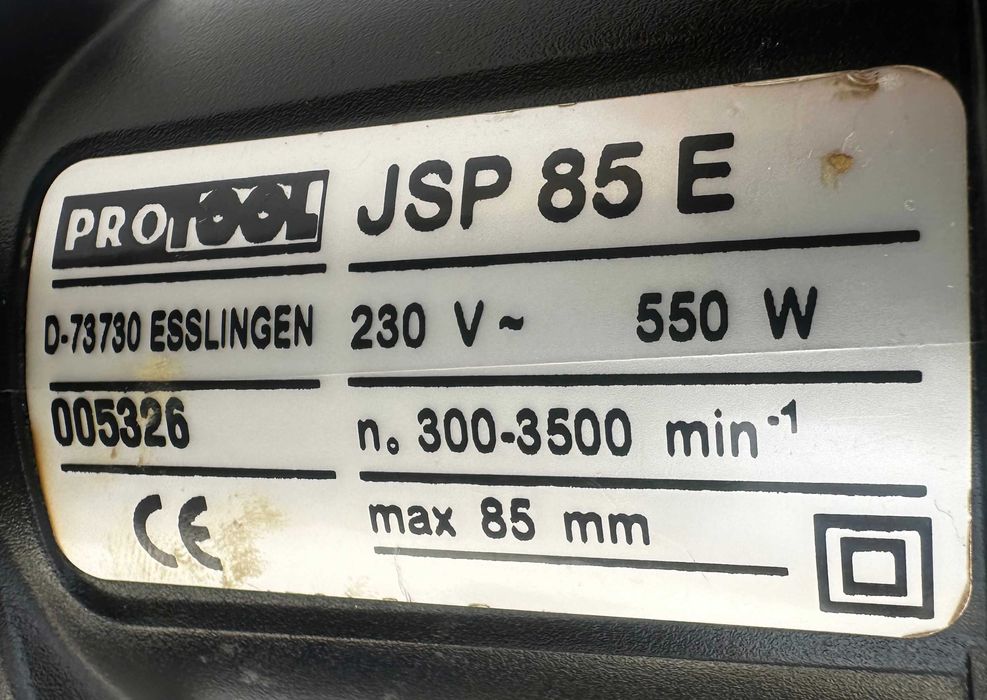 PROTOOL
JSP 85 E
D-73730 ESSLINGEN
230 V ~ 550 W
005326
n₀ 300-3500 min⁻¹
CE
max 85 mm